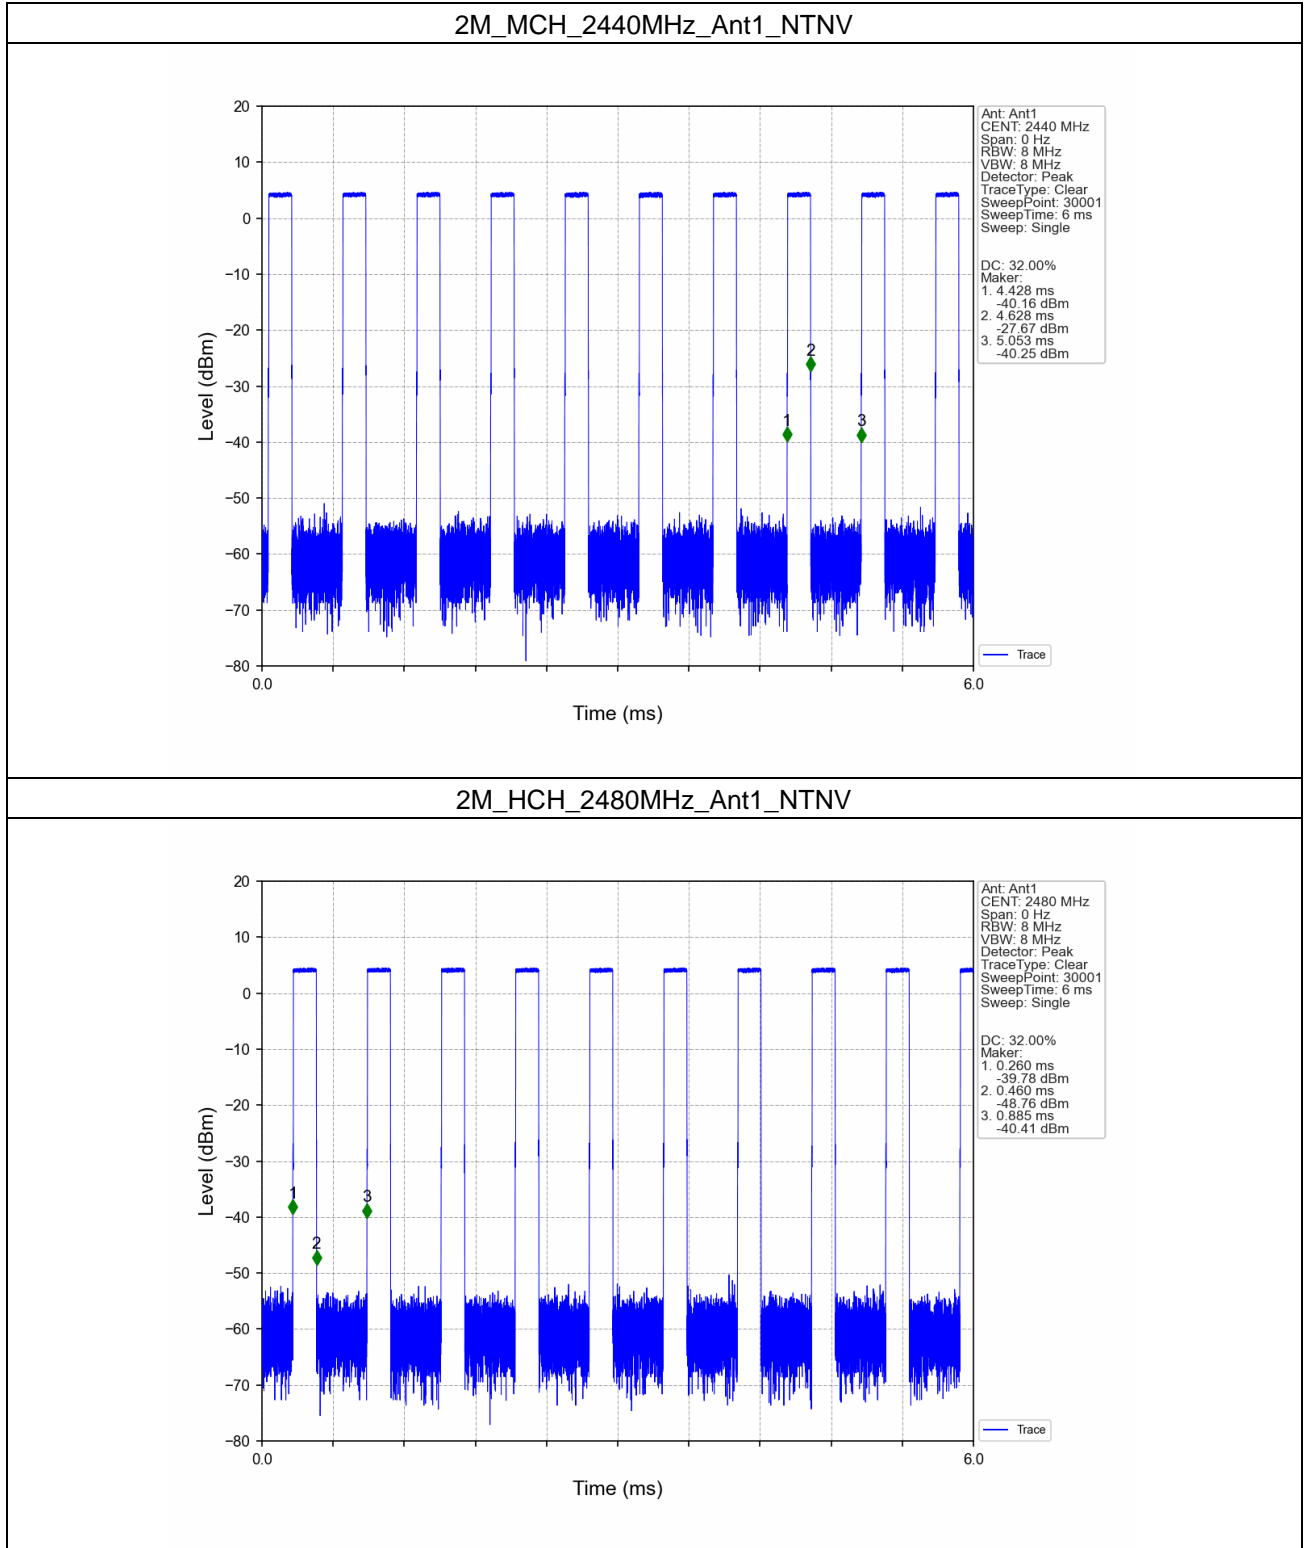 2M_MCH_2440MHz_Ant1_NTNV
20
10
0
−10
−20
−30
−40
−50
−60
−70
−80
Level (dBm)
0.0
6.0
Time (ms)
1
2
3
Ant: Ant1
CENT: 2440 MHz
Span: 0 Hz
RBW: 8 MHz
VBW: 8 MHz
Detector: Peak
TraceType: Clear
SweepPoint: 30001
SweepTime: 6 ms
Sweep: Single
DC: 32.00%
Maker:
1. 4.428 ms
-40.16 dBm
2. 4.628 ms
-27.67 dBm
3. 5.053 ms
-40.25 dBm
Trace
2M_HCH_2480MHz_Ant1_NTNV
20
10
0
−10
−20
−30
−40
−50
−60
−70
−80
Level (dBm)
0.0
6.0
Time (ms)
1
2
3
Ant: Ant1
CENT: 2480 MHz
Span: 0 Hz
RBW: 8 MHz
VBW: 8 MHz
Detector: Peak
TraceType: Clear
SweepPoint: 30001
SweepTime: 6 ms
Sweep: Single
DC: 32.00%
Maker:
1. 0.260 ms
-39.78 dBm
2. 0.460 ms
-48.76 dBm
3. 0.885 ms
-40.41 dBm
Trace